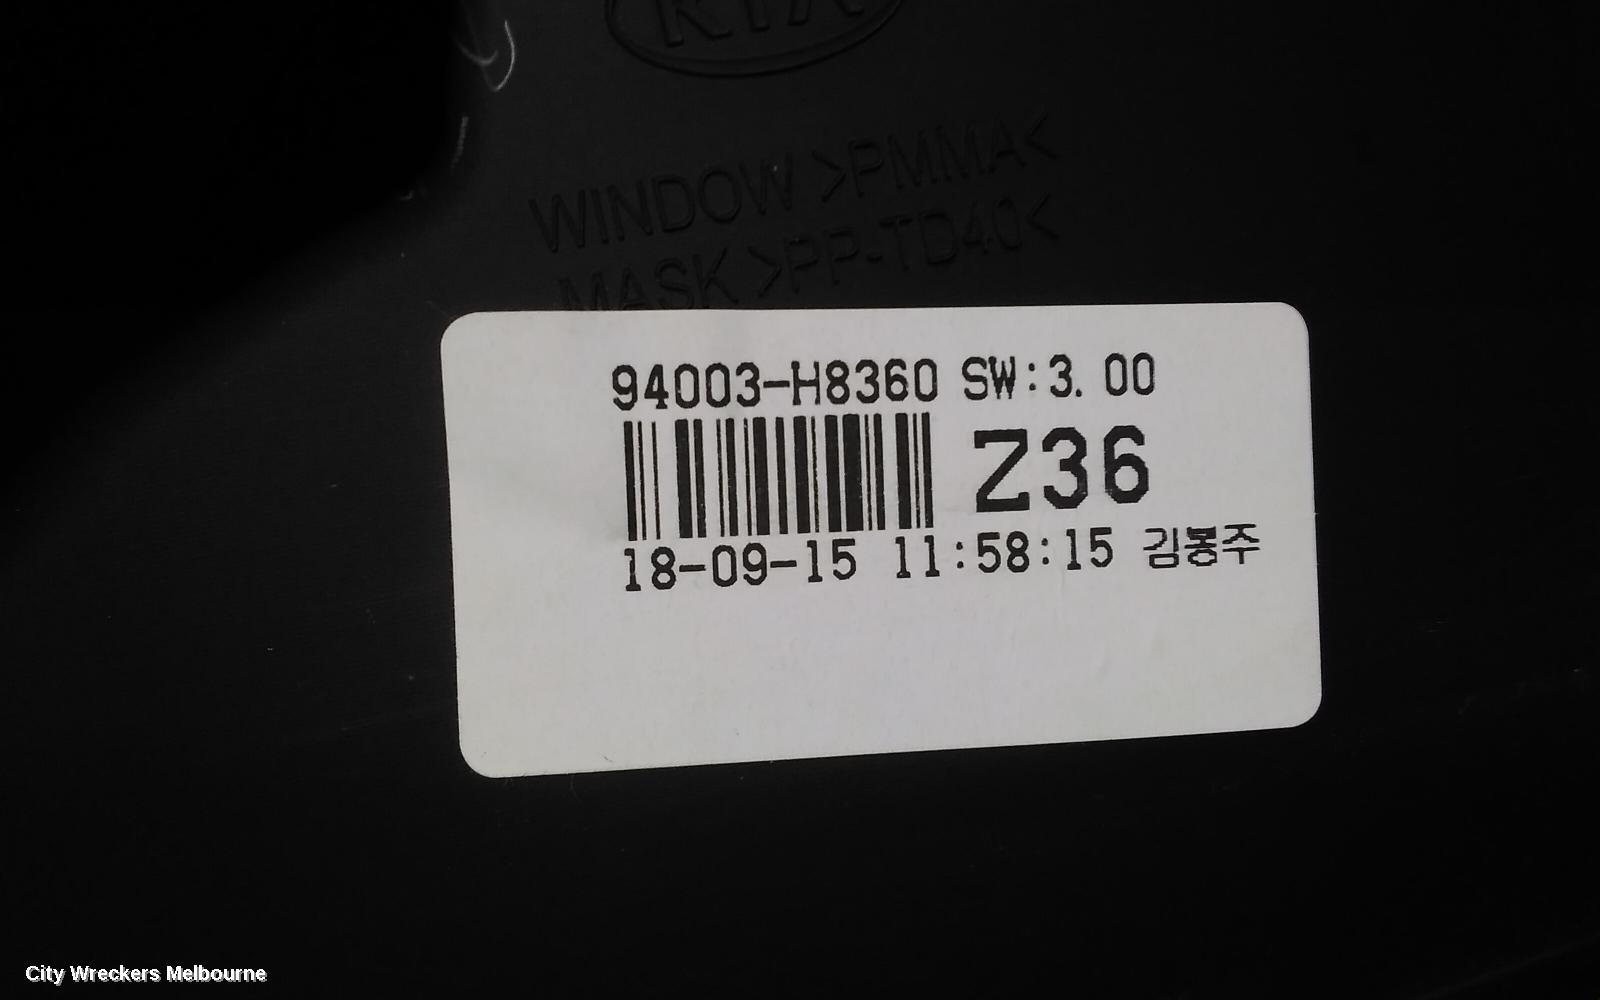 KIA
WINDOW >PMMA<
MASK >PP-TD40<
94003-H8360 SW:3.00
Z36
18-09-15 11:58:15 김봉주
City Wreckers Melbourne